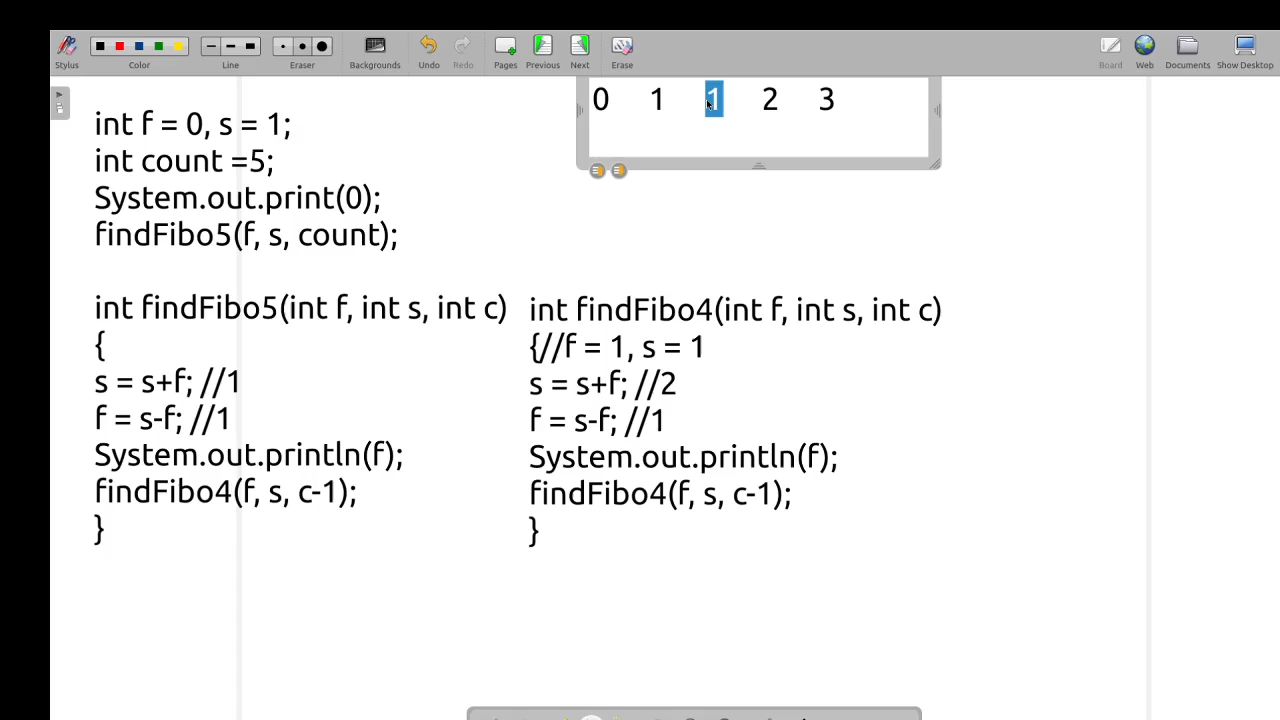 Stylus Color Line Eraser Backgrounds Undo Redo Pages Previous Next Erase Board Web Documents Show Desktop
0 1 1 2 3
int f = 0, s = 1;
int count =5;
System.out.print(0);
findFibo5(f, s, count);
int findFibo5(int f, int s, int c)
{
s = s+f; //1
f = s-f; //1
System.out.println(f);
findFibo4(f, s, c-1);
}
int findFibo4(int f, int s, int c)
{//f = 1, s = 1
s = s+f; //2
f = s-f; //1
System.out.println(f);
findFibo4(f, s, c-1);
}